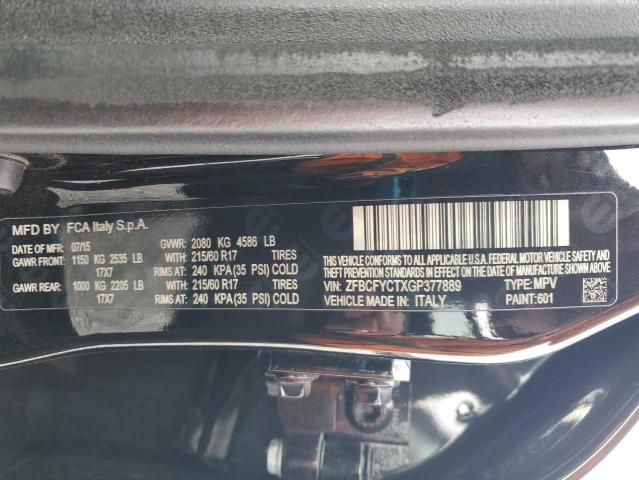 MFD BY FCA Italy S.p.A.
DATE OF MFR: 07/15 GVWR: 2080 KG 4586 LB
GAWR FRONT: 1150 KG 2535 LB WITH: 215/60 R17 TIRES
17X7 RIMS AT: 240 KPA(35 PSI) COLD
GAWR REAR: 1000 KG 2205 LB WITH: 215/60 R17 TIRES
17X7 RIMS AT: 240 KPA(35 PSI) COLD
THIS VEHICLE CONFORMS TO ALL APPLICABLE U.S. FEDERAL MOTOR VEHICLE SAFETY
AND THEFT PREVENTION STANDARDS IN EFFECT ON THE DATE OF MANUFACTURE.
VIN: ZFBCFYCTXGP377889 TYPE: MPV
VEHICLE MADE IN: ITALY PAINT: 601